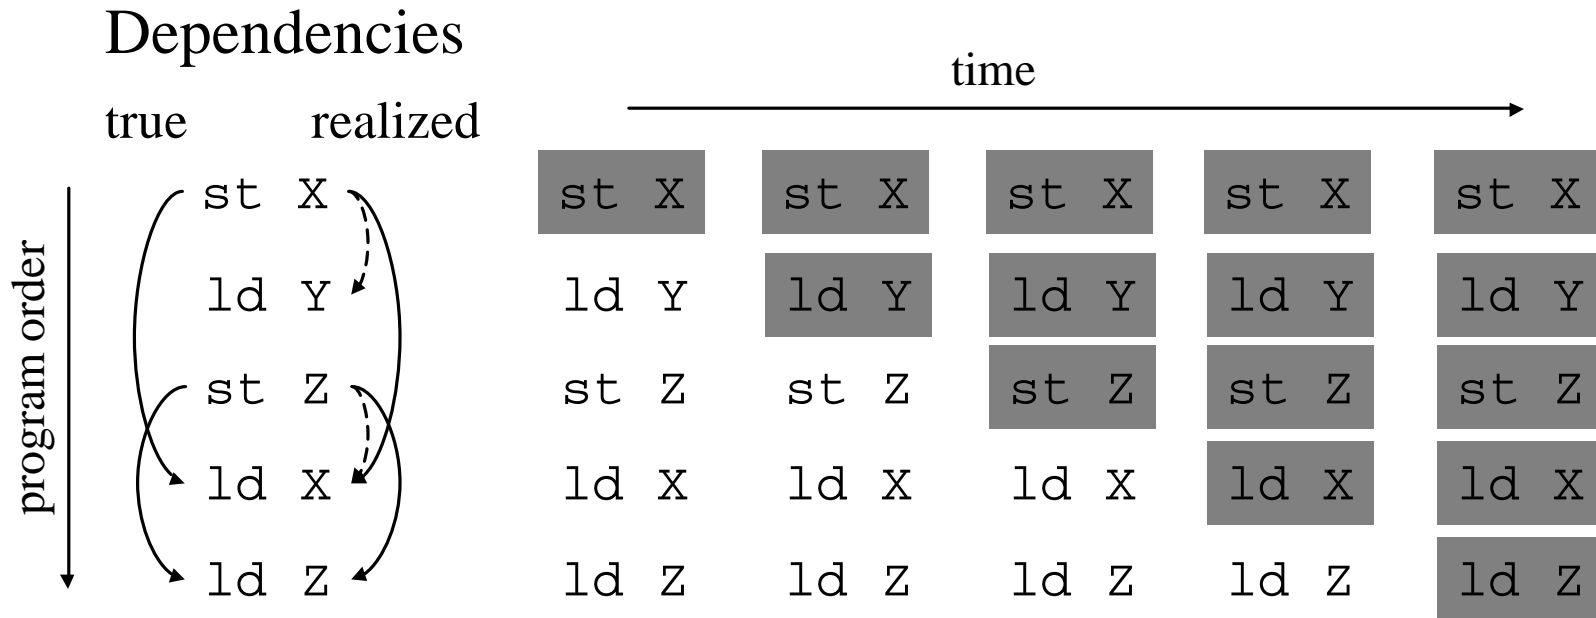 Dependencies
time
true realized
program order
st X st X st X st X st X st X
ld Y ld Y ld Y ld Y ld Y ld Y
st Z st Z st Z st Z st Z st Z
ld X ld X ld X ld X ld X ld X
ld Z ld Z ld Z ld Z ld Z ld Z